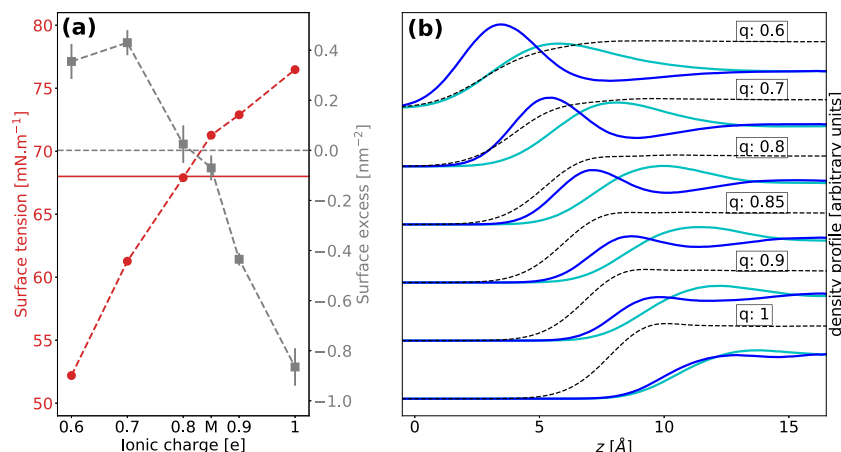 (a)
80
75
70
65
60
55
50
Surface tension [mN.m⁻¹]
0.6
0.7
0.8
M
0.9
1
Ionic charge [e]
0.4
0.2
0.0
−0.2
−0.4
−0.6
−0.8
−1.0
Surface excess [nm⁻²]
(b)
q: 0.6
q: 0.7
q: 0.8
q: 0.85
q: 0.9
q: 1
0
5
10
15
z [Å]
density profile [arbitrary units]